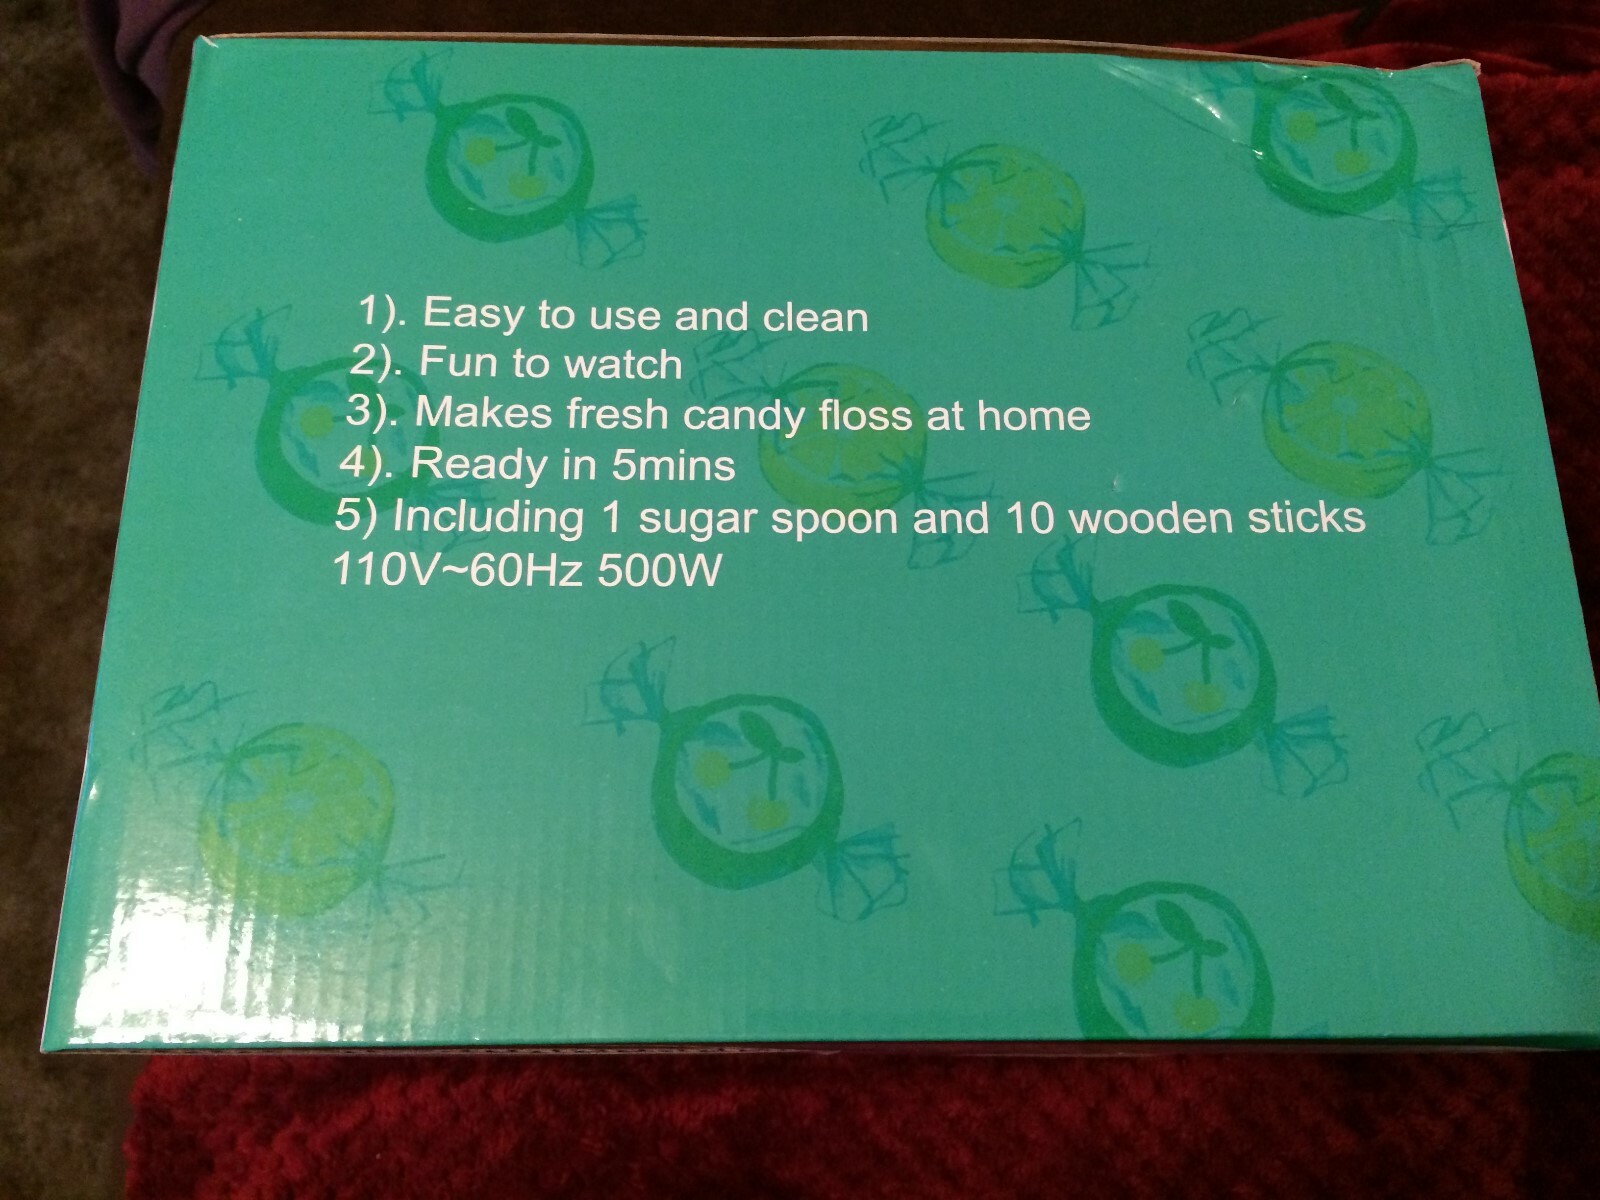 1). Easy to use and clean
2). Fun to watch
3). Makes fresh candy floss at home
4). Ready in 5mins
5) Including 1 sugar spoon and 10 wooden sticks
110V~60Hz 500W